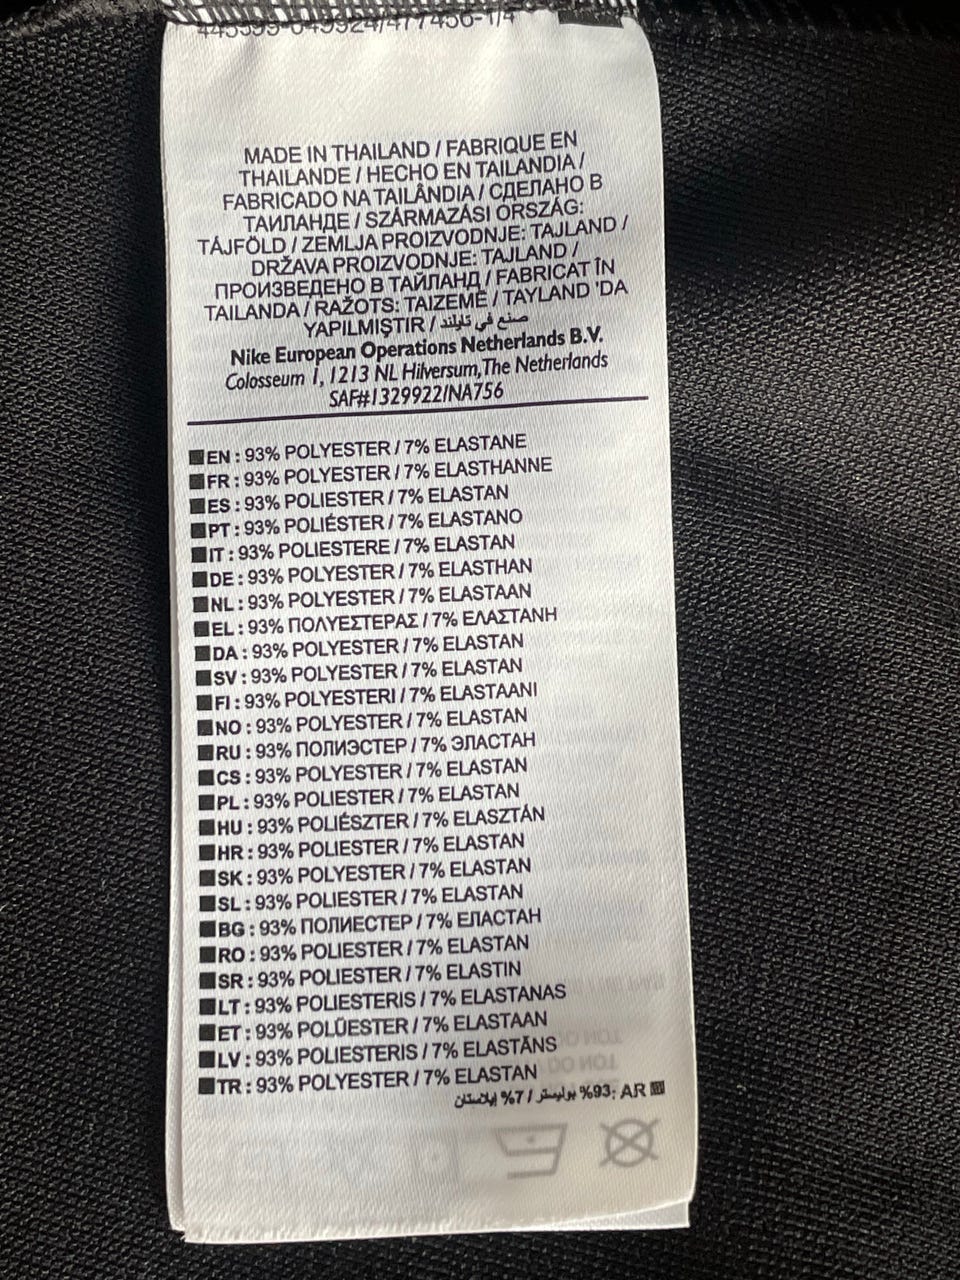 MADE IN THAILAND / FABRIQUE EN
THAILANDE / HECHO EN TAILANDIA /
FABRICADO NA TAILÂNDIA / СДЕЛАНО В
ТАИЛАНДЕ / SZÁRMAZÁSI ORSZÁG:
TÁJFÖLD / ZEMLJA PROIZVODNJE: TAJLAND /
DRŽAVA PROIZVODNJE: TAJLAND /
ПРОИЗВЕДЕНО В ТАЙЛАНД / FABRICAT ÎN
TAILANDA / RAŽOTS: TAIZEMĒ / TAYLAND 'DA
YAPILMIŞTIR / صنع في تايلند
Nike European Operations Netherlands B.V.
Colosseum 1, 1213 NL Hilversum, The Netherlands
SAF#1329922/NA756
EN : 93% POLYESTER / 7% ELASTANE
FR : 93% POLYESTER / 7% ELASTHANNE
ES : 93% POLIESTER / 7% ELASTAN
PT : 93% POLIÉSTER / 7% ELASTANO
IT : 93% POLIESTERE / 7% ELASTAN
DE : 93% POLYESTER / 7% ELASTHAN
NL : 93% POLYESTER / 7% ELASTAAN
EL : 93% ΠΟΛΥΕΣΤΕΡΑΣ / 7% ΕΛΑΣΤΑΝΗ
DA : 93% POLYESTER / 7% ELASTAN
SV : 93% POLYESTER / 7% ELASTAN
FI : 93% POLYESTERI / 7% ELASTAANI
NO : 93% POLYESTER / 7% ELASTAN
RU : 93% ПОЛИЭСТЕР / 7% ЭЛАСТАН
CS : 93% POLYESTER / 7% ELASTAN
PL : 93% POLIESTER / 7% ELASTAN
HU : 93% POLIÉSZTER / 7% ELASZTÁN
HR : 93% POLIESTER / 7% ELASTAN
SK : 93% POLYESTER / 7% ELASTAN
SL : 93% POLIESTER / 7% ELASTAN
BG : 93% ПОЛИЕСТЕР / 7% ЕЛАСТАН
RO : 93% POLIESTER / 7% ELASTAN
SR : 93% POLIESTER / 7% ELASTIN
LT : 93% POLIESTERIS / 7% ELASTANAS
ET : 93% POLÜESTER / 7% ELASTAAN
LV : 93% POLIESTERIS / 7% ELASTĀNS
TR : 93% POLYESTER / 7% ELASTAN
AR :93% بوليستر / 7% إيلاستان